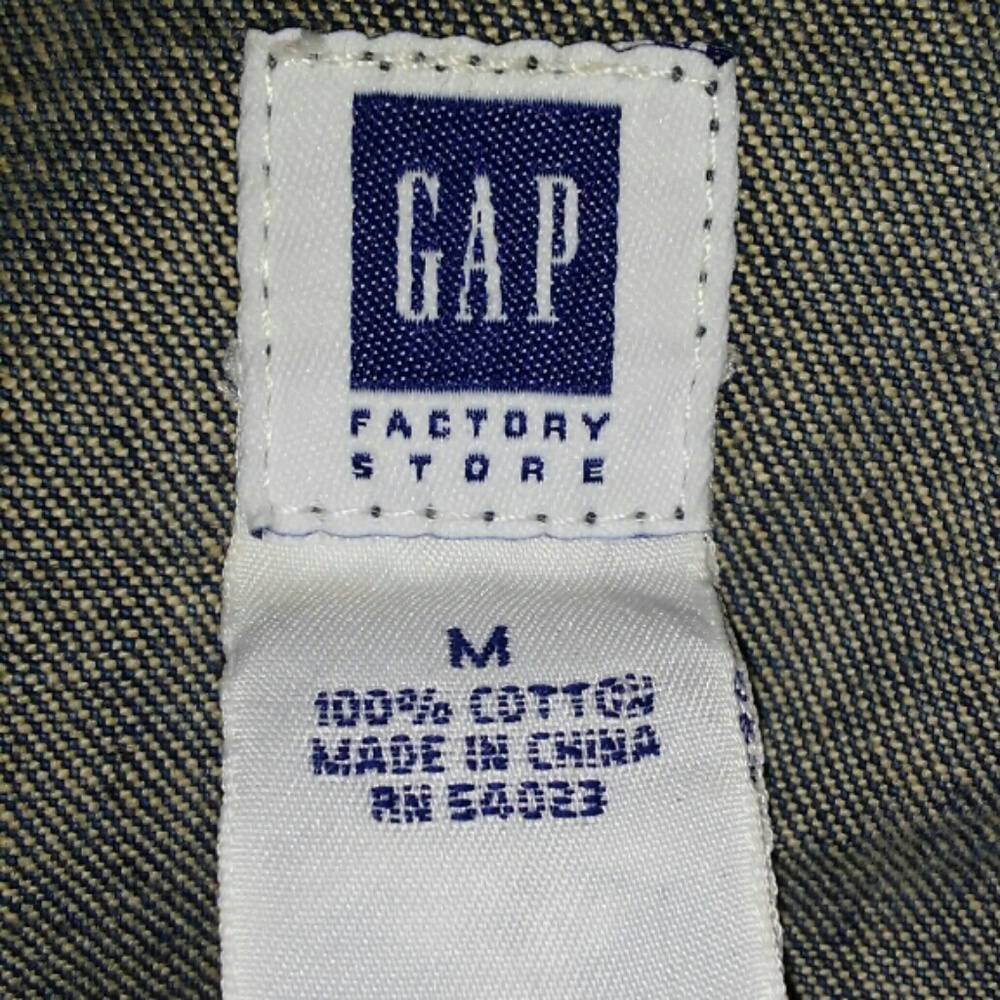 GAP
FACTORY
STORE
M
100% COTTON
MADE IN CHINA
RN 54023